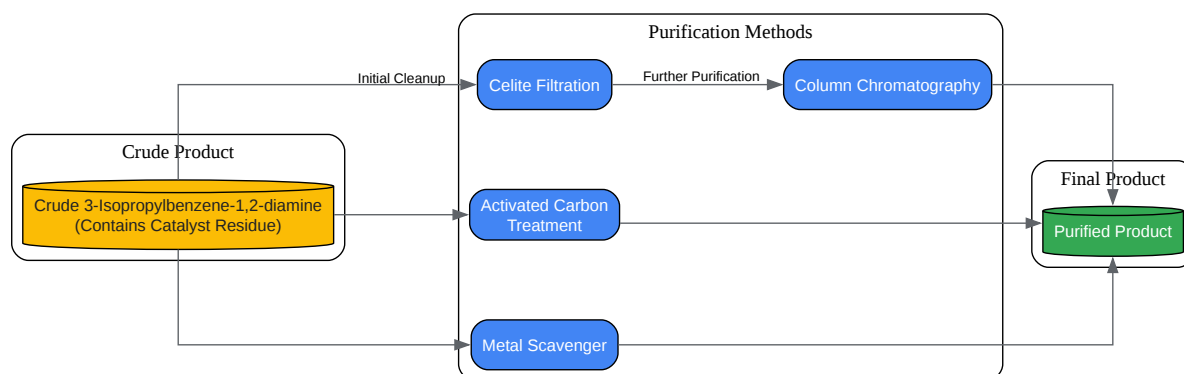 Purification Methods
Initial Cleanup
Celite Filtration
Further Purification
Column Chromatography
Crude Product
Crude 3-Isopropylbenzene-1,2-diamine
(Contains Catalyst Residue)
Activated Carbon
Treatment
Final Product
Purified Product
Metal Scavenger